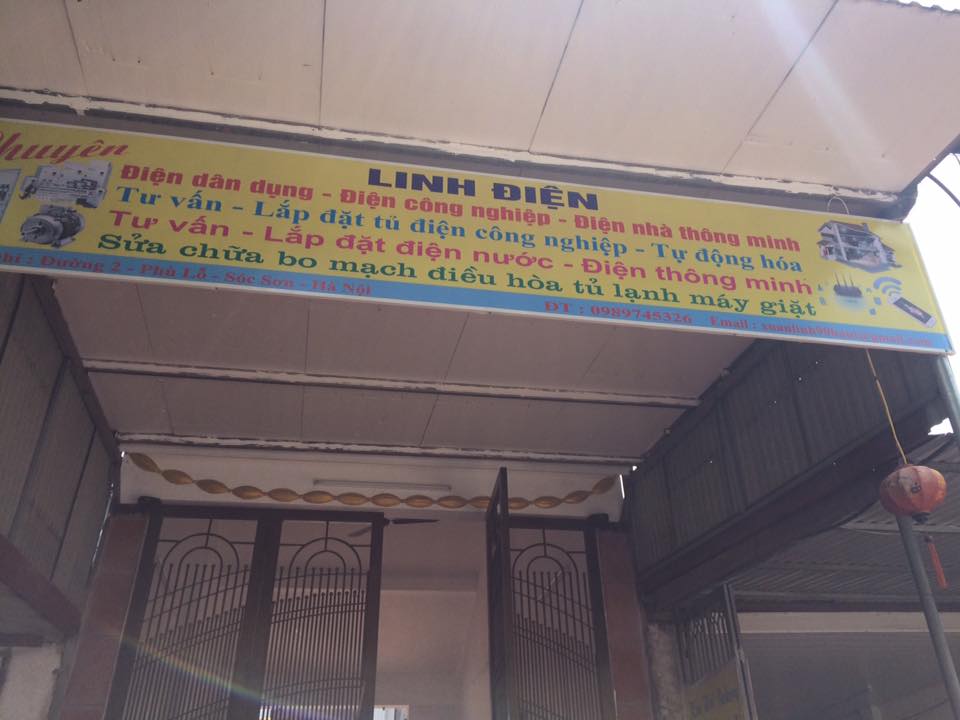 LINH ĐIỆN
Chuyên
Điện dân dụng - Điện công nghiệp - Điện nhà thông minh
Tư vấn - Lắp đặt tủ điện công nghiệp - Tự động hóa
Tư vấn - Lắp đặt điện nước - Điện thông minh
Sửa chữa bo mạch điều hòa tủ lạnh máy giặt
chỉ : Đường 2 - Phù Lỗ - Sóc Sơn - Hà Nội
ĐT : 0989745326 Email :